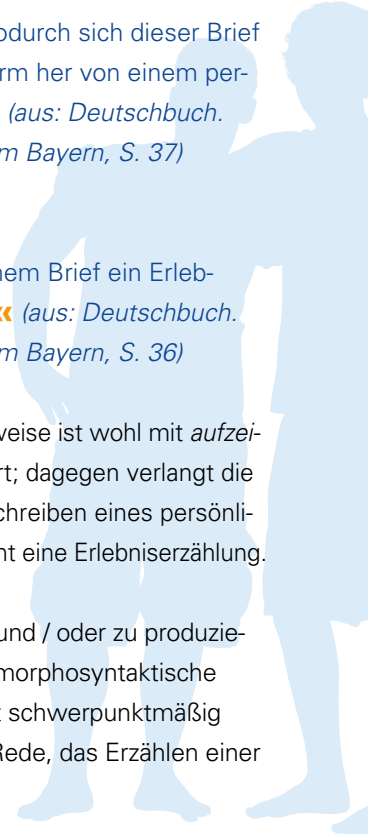 odurch sich dieser Brief
rm her von einem per-
(aus: Deutschbuch.
m Bayern, S. 37)
nem Brief ein Erleb-
« (aus: Deutschbuch.
m Bayern, S. 36)
weise ist wohl mit aufzei-
rt; dagegen verlangt die
chreiben eines persönli-
nt eine Erlebniserzählung.
und / oder zu produzie-
morphosyntaktische
t schwerpunktmäßig
Rede, das Erzählen einer